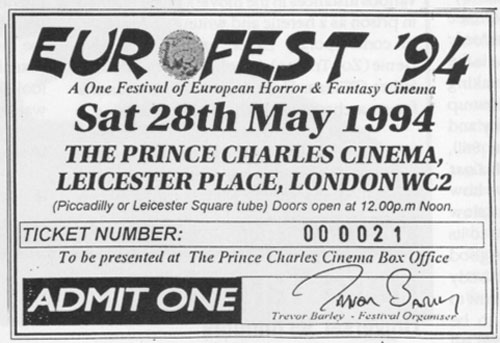 EUROFEST '94
A One Festival of European Horror & Fantasy Cinema
Sat 28th May 1994
THE PRINCE CHARLES CINEMA,
LEICESTER PLACE, LONDON WC2
(Piccadilly or Leicester Square tube) Doors open at 12.00p.m Noon.
TICKET NUMBER: 000021
To be presented at The Prince Charles Cinema Box Office
ADMIT ONE
Trevor Barley
Trevor Barley - Festival Organiser